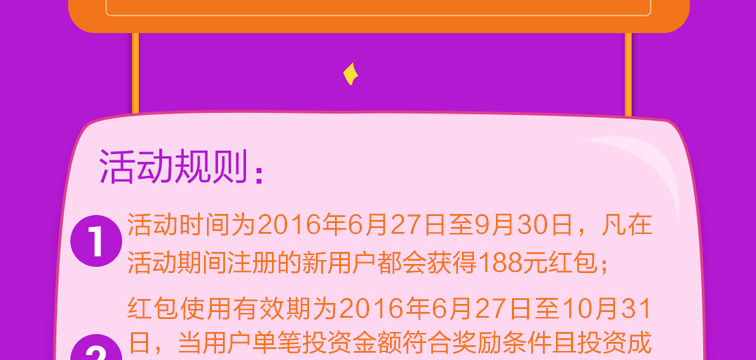 活动规则：
1 活动时间为2016年6月27日至9月30日，凡在
活动期间注册的新用户都会获得188元红包；
红包使用有效期为2016年6月27日至10月31
2 日，当用户单笔投资金额符合奖励条件且投资成